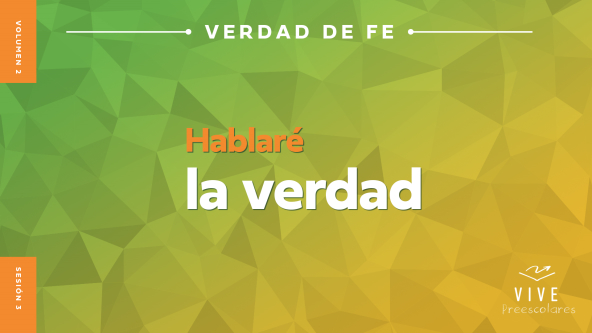 VOLUMEN 2
VERDAD DE FE
Hablaré
la verdad
SESIÓN 3
VIVE
Preescolares